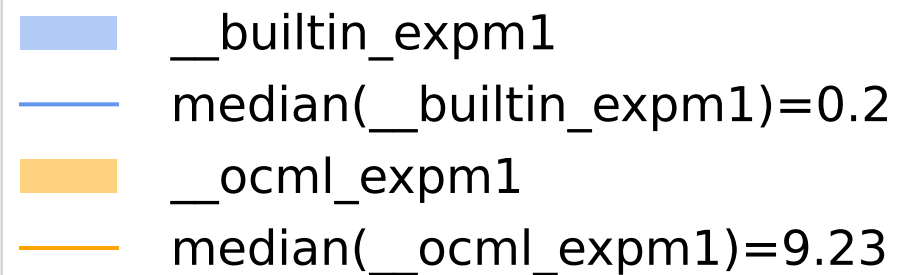 __builtin_expm1
median(__builtin_expm1)=0.2
__ocml_expm1
median(__ocml_expm1)=9.23